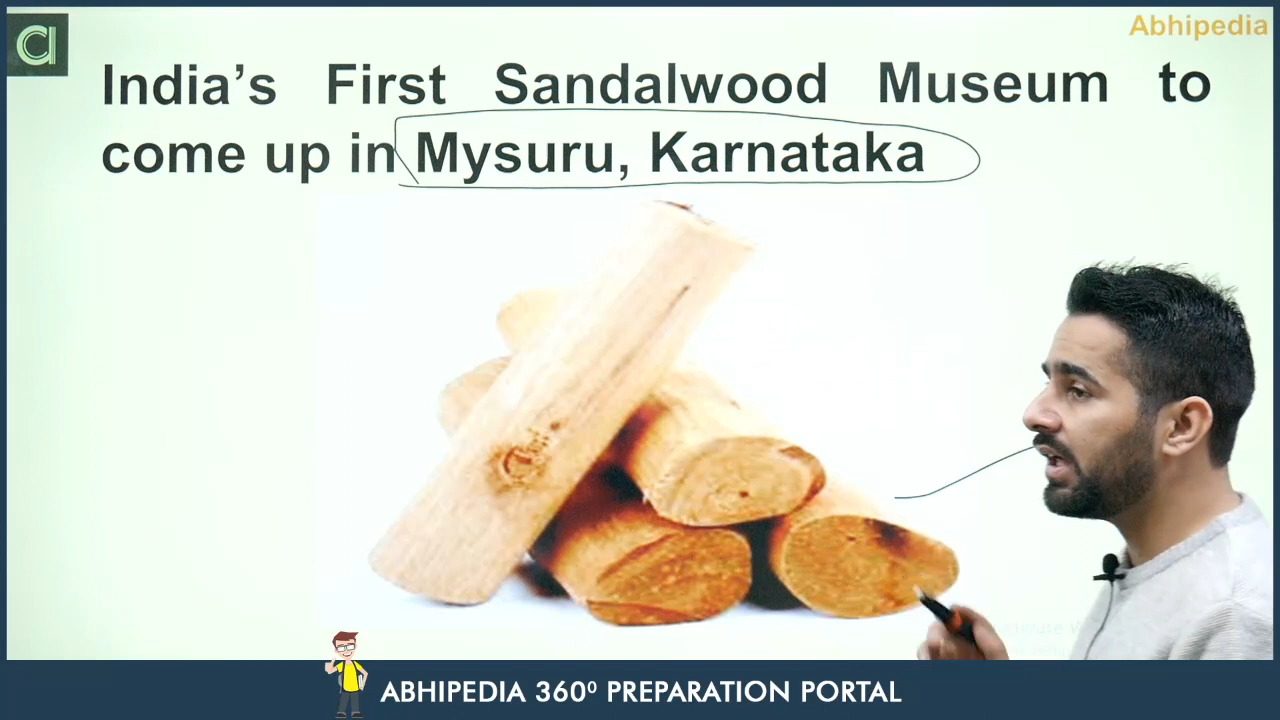 Abhipedia
India’s First Sandalwood Museum to
come up in Mysuru, Karnataka
ABHIPEDIA 360⁰ PREPARATION PORTAL